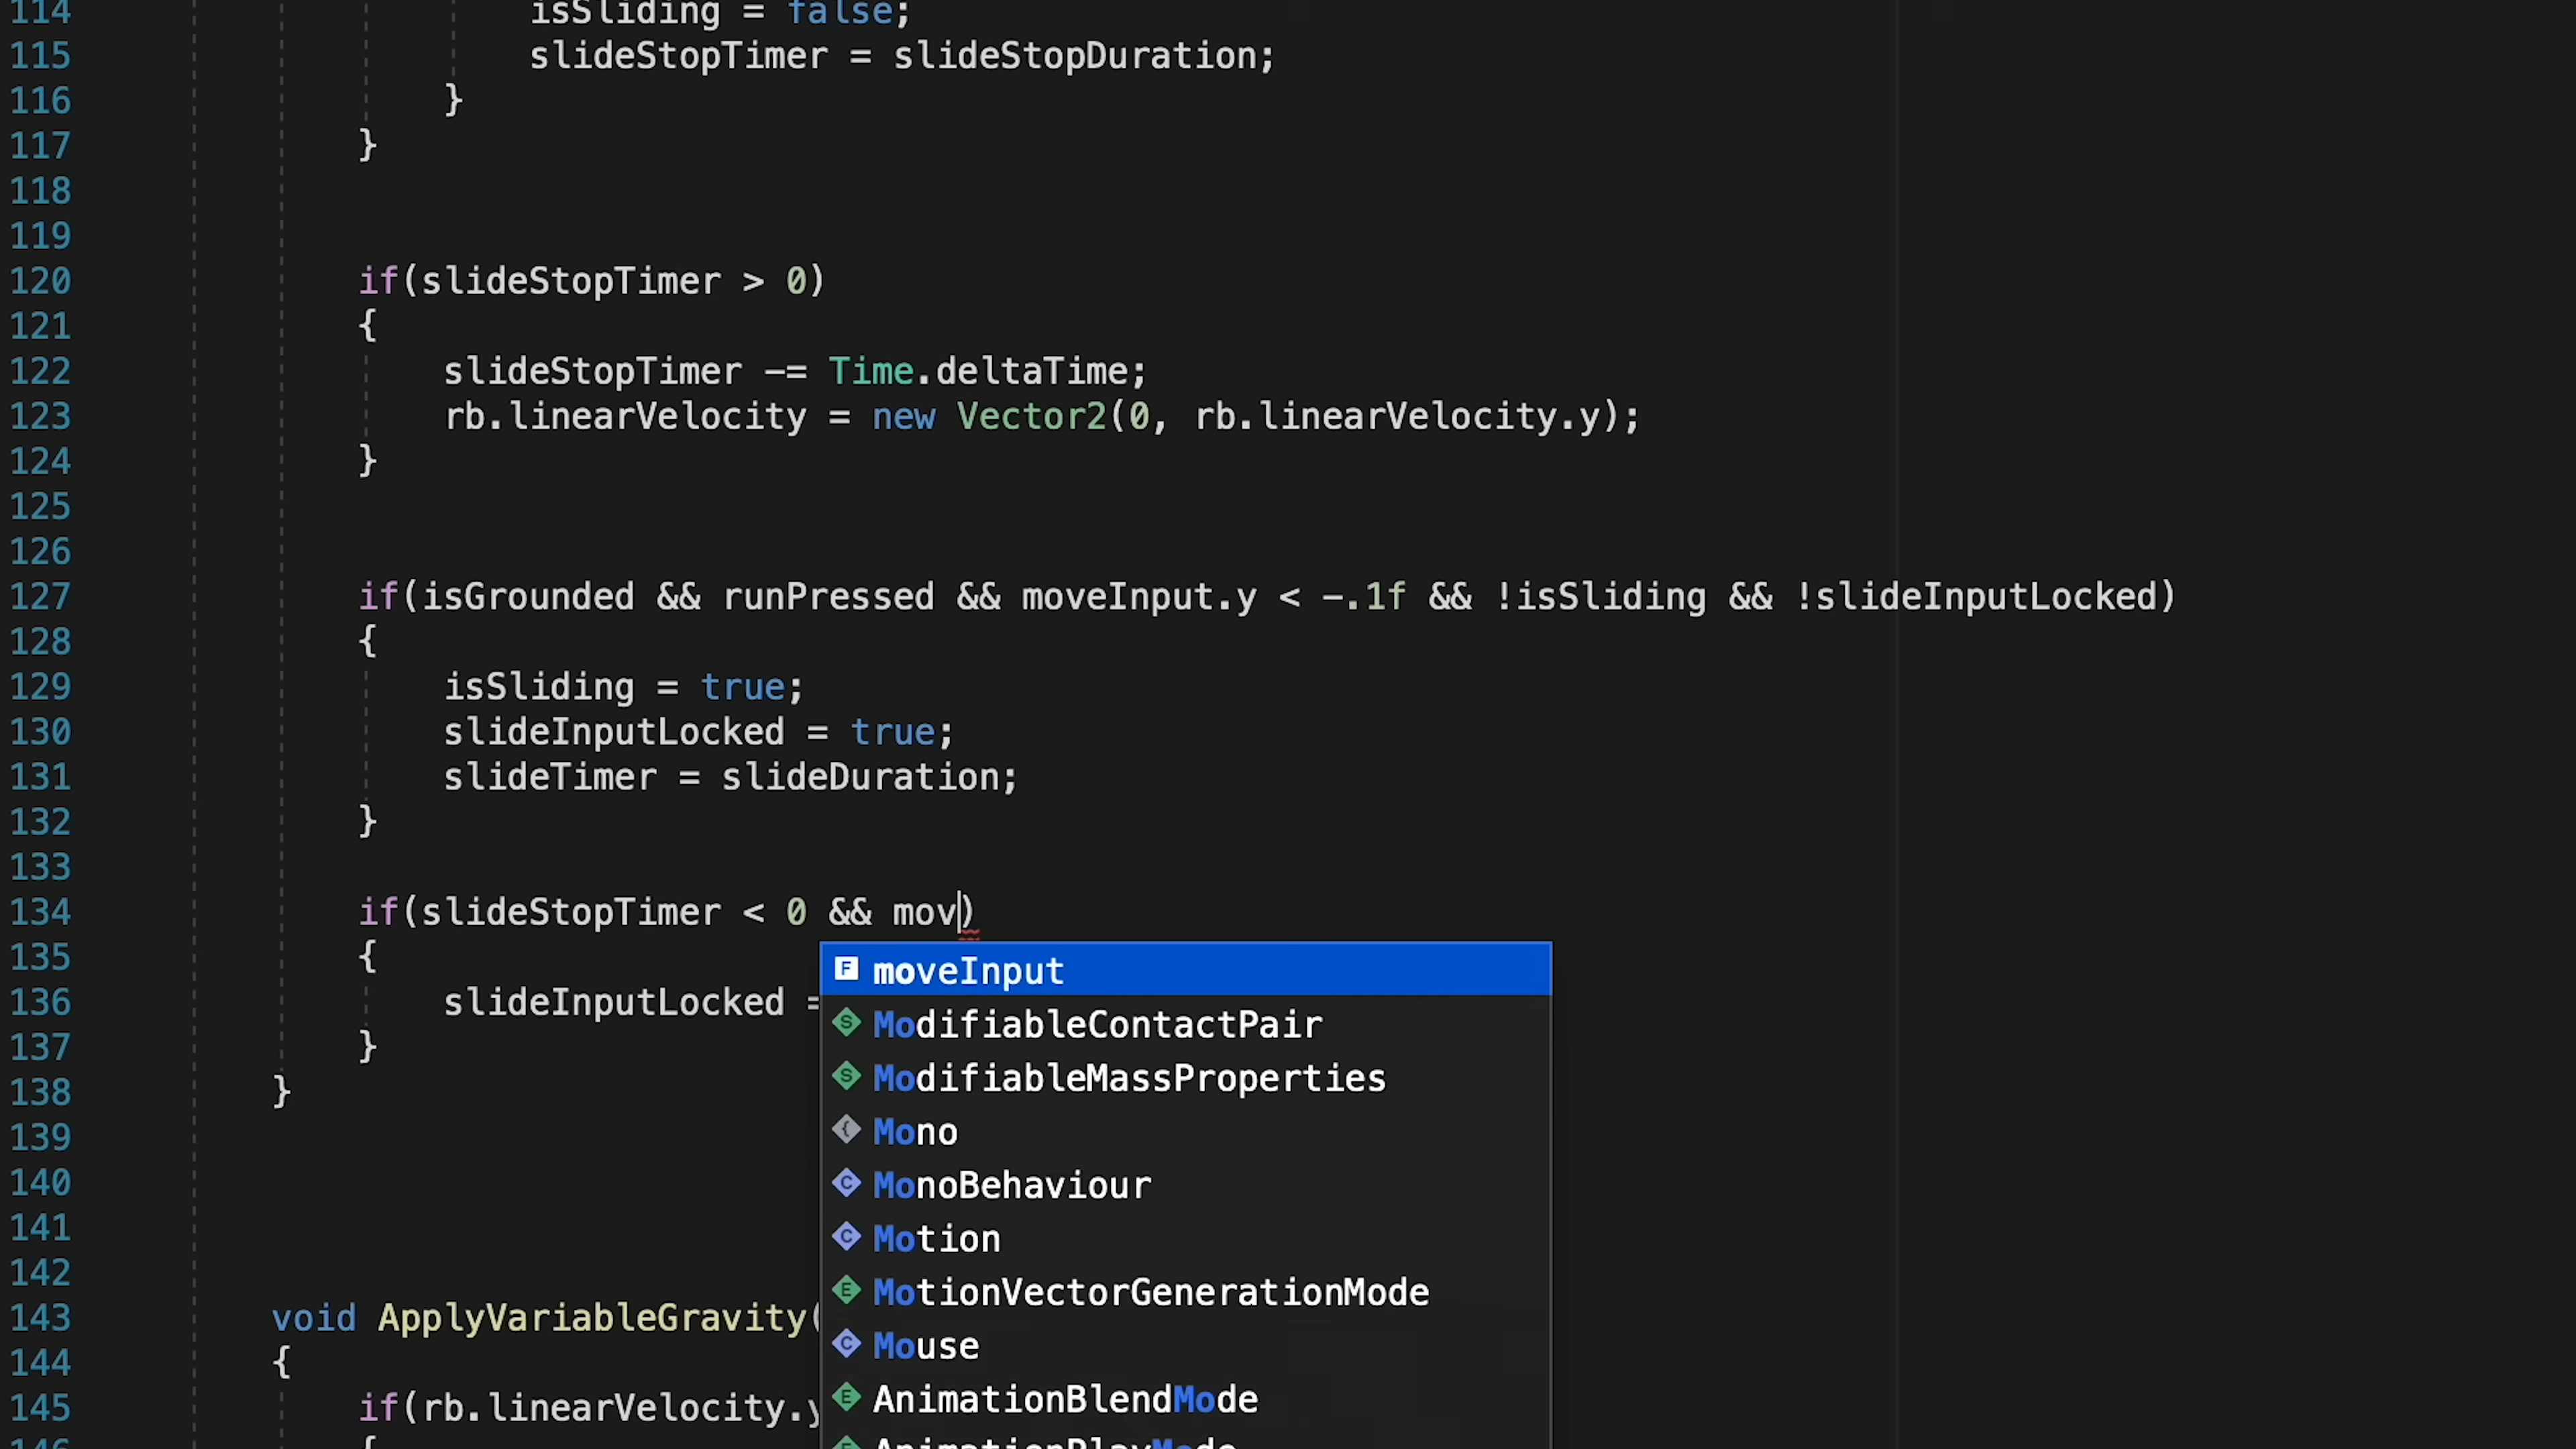 114 isSliding = false;
115 slideStopTimer = slideStopDuration;
116 }
117 }
118
119
120 if(slideStopTimer > 0)
121 {
122 slideStopTimer -= Time.deltaTime;
123 rb.linearVelocity = new Vector2(0, rb.linearVelocity.y);
124 }
125
126
127 if(isGrounded && runPressed && moveInput.y < -.1f && !isSliding && !slideInputLocked)
128 {
129 isSliding = true;
130 slideInputLocked = true;
131 slideTimer = slideDuration;
132 }
133
134 if(slideStopTimer < 0 && mov)
135 {
136 slideInputLocked =
137 }
138 }
139
140
141
142
143 void ApplyVariableGravity(
144 {
145 if(rb.linearVelocity.y
146 {
F moveInput
S ModifiableContactPair
S ModifiableMassProperties
{ Mono
C MonoBehaviour
C Motion
E MotionVectorGenerationMode
C Mouse
E AnimationBlendMode
E AnimationPlayMode